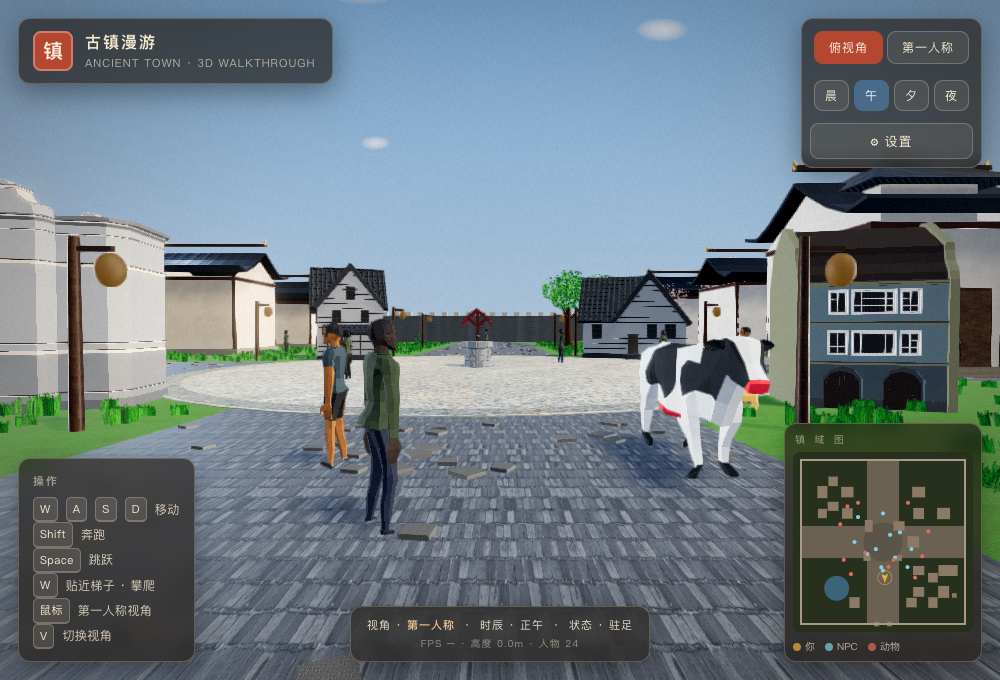 镇
古镇漫游
ANCIENT TOWN · 3D WALKTHROUGH
俯视角 第一人称
晨 午 夕 夜
⚙ 设置
操作
W A S D 移动
Shift 奔跑
Space 跳跃
W 贴近梯子 · 攀爬
鼠标 第一人称视角
V 切换视角
视角 · 第一人称 · 时辰 · 正午 · 状态 · 驻足
FPS — · 高度 0.0m · 人物 24
镇域图
你 NPC 动物